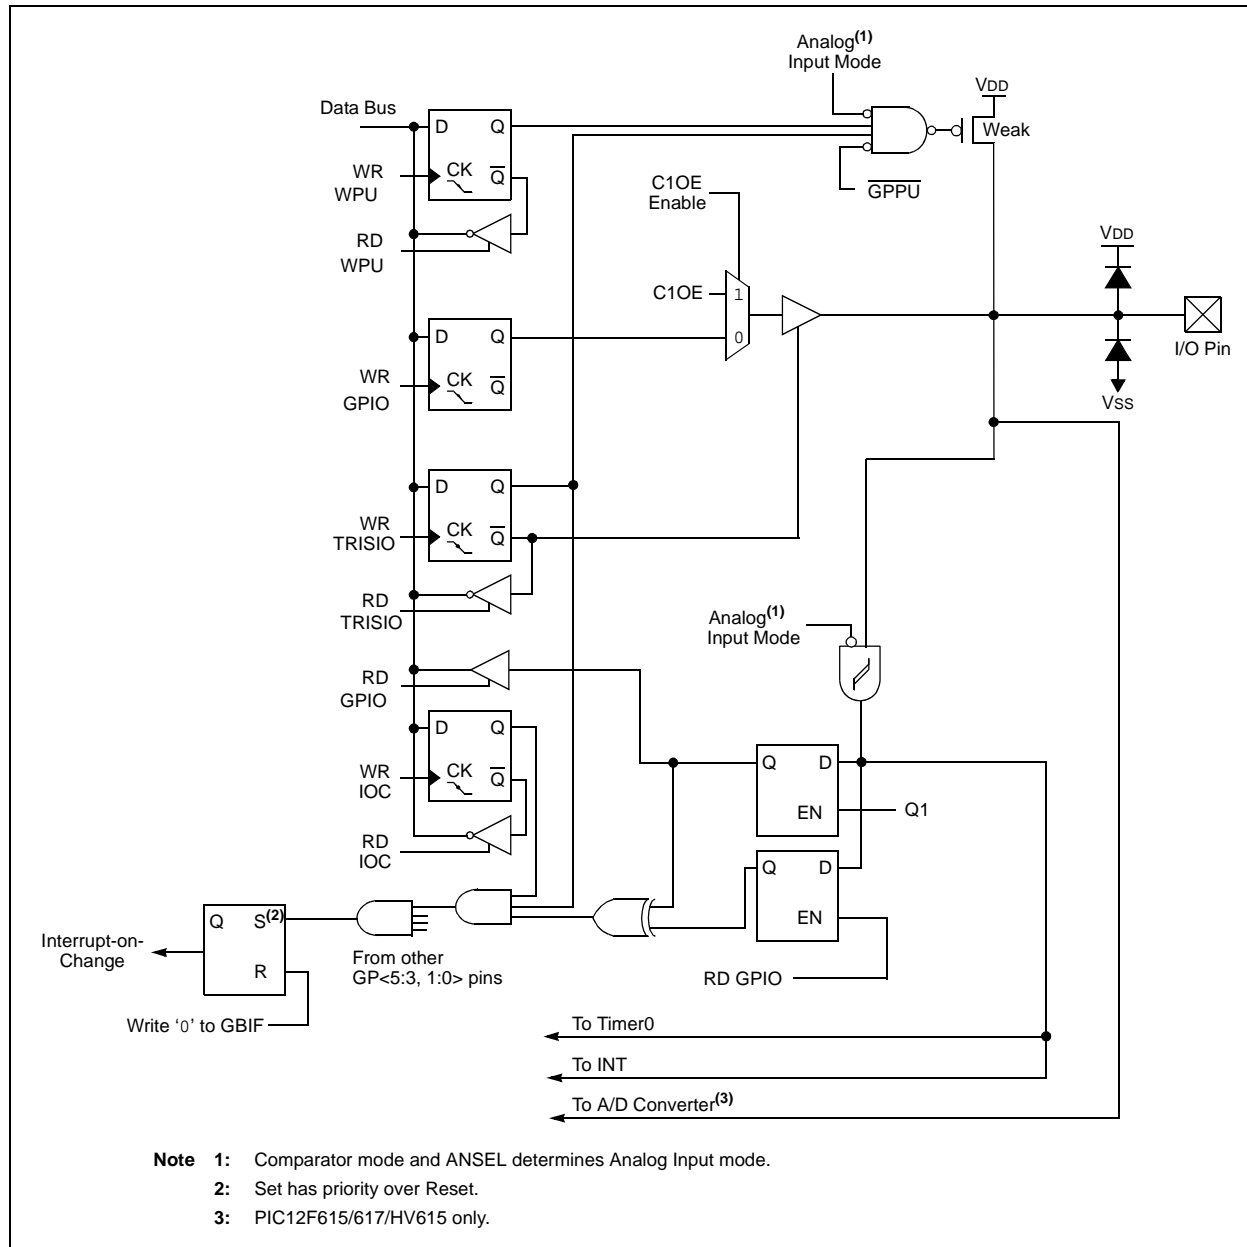 Analog(1)
Input Mode
VDD
Data Bus
D Q
Weak
WR
WPU
CK Q
C1OE
Enable
GPPU
RD
WPU
VDD
C1OE
1
D Q
0
I/O Pin
WR
GPIO
CK Q
VSS
D Q
WR
TRISIO
CK Q
RD
TRISIO
Analog(1)
Input Mode
RD
GPIO
D Q
Q D
WR
IOC
CK Q
EN
Q1
RD
IOC
Q D
EN
Q S(2)
Interrupt-on-
Change
R
From other
GP<5:3, 1:0> pins
RD GPIO
Write ‘0’ to GBIF
To Timer0
To INT
To A/D Converter(3)
Note 1: Comparator mode and ANSEL determines Analog Input mode.
2: Set has priority over Reset.
3: PIC12F615/617/HV615 only.